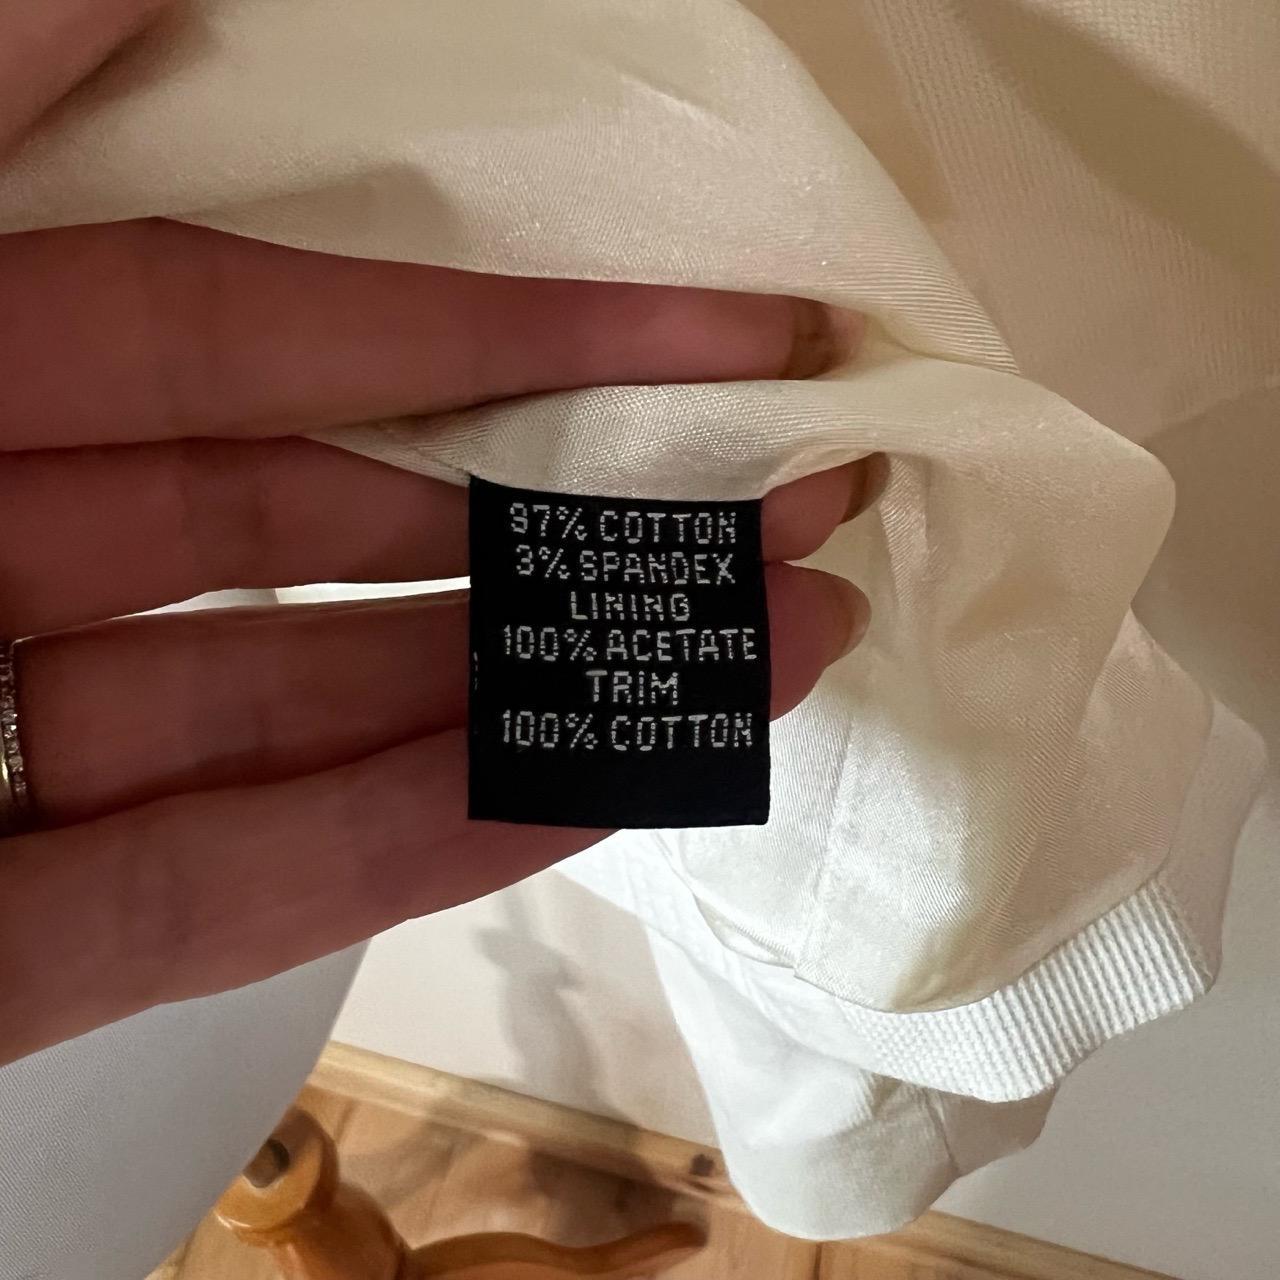 97% COTTON
3% SPANDEX
LINING
100% ACETATE
TRIM
100% COTTON